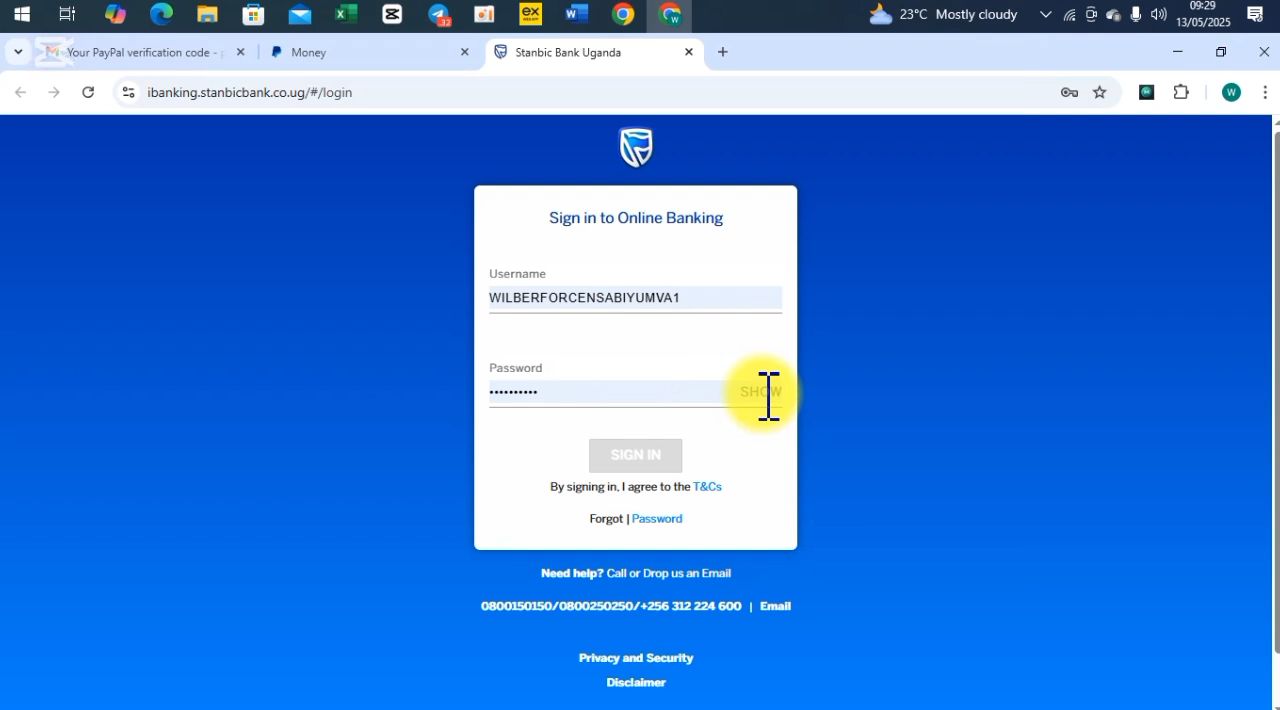 09:29
23°C Mostly cloudy
13/05/2025
Your PayPal verification code -
Money
Stanbic Bank Uganda
ibanking.stanbicbank.co.ug/#/login
W
Sign in to Online Banking
Username
WILBERFORCENSABIYUMVA1
Password
••••••••••
SHOW
SIGN IN
By signing in, I agree to the T&Cs
Forgot | Password
Need help? Call or Drop us an Email
0800150150/0800250250/+256 312 224 600 | Email
Privacy and Security
Disclaimer